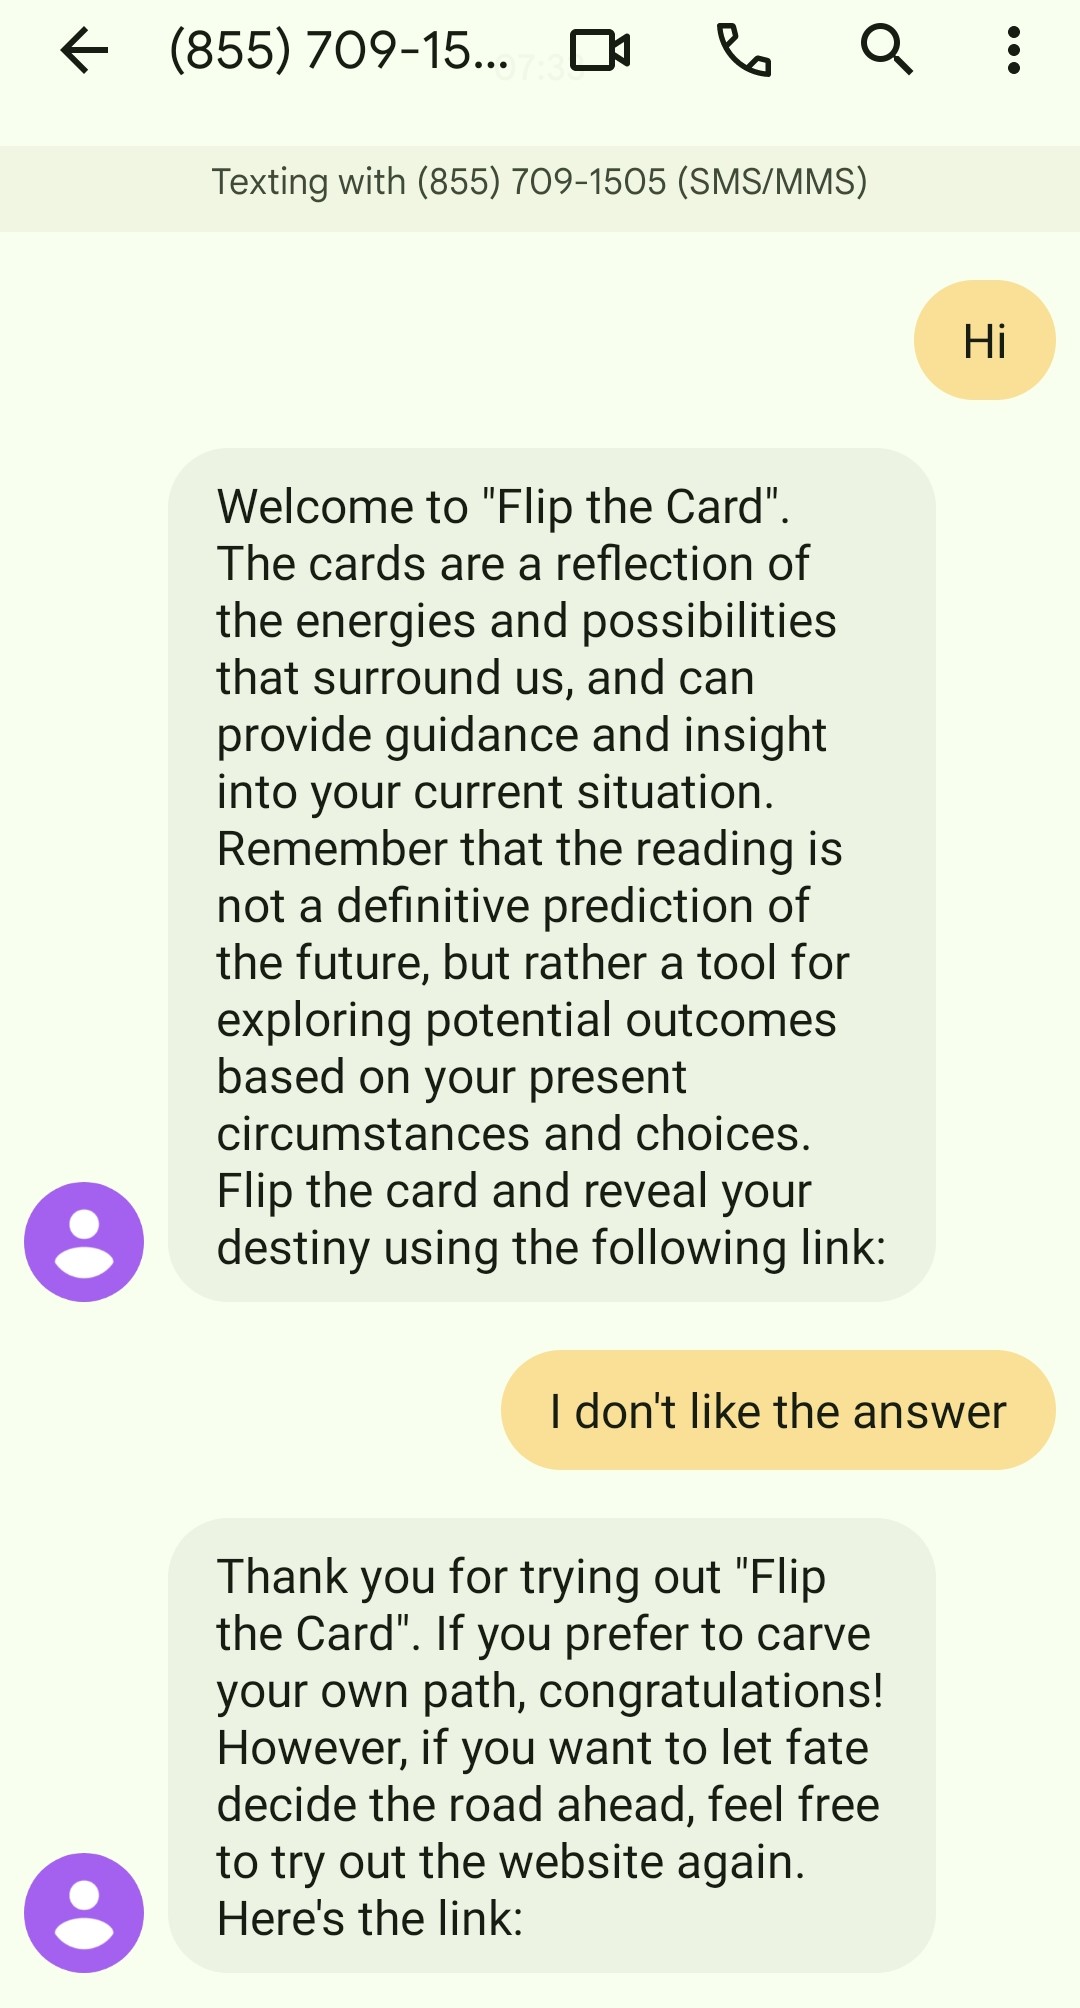 (855) 709-15...
Texting with (855) 709-1505 (SMS/MMS)
Hi
Welcome to "Flip the Card".
The cards are a reflection of
the energies and possibilities
that surround us, and can
provide guidance and insight
into your current situation.
Remember that the reading is
not a definitive prediction of
the future, but rather a tool for
exploring potential outcomes
based on your present
circumstances and choices.
Flip the card and reveal your
destiny using the following link:
I don't like the answer
Thank you for trying out "Flip
the Card". If you prefer to carve
your own path, congratulations!
However, if you want to let fate
decide the road ahead, feel free
to try out the website again.
Here's the link: